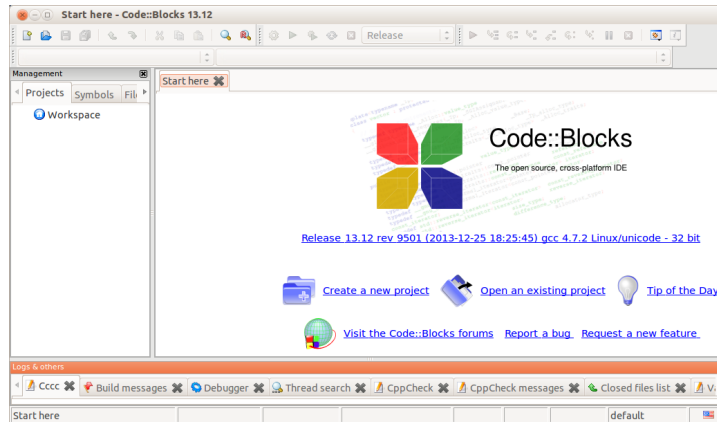 Start here - Code::Blocks 13.12
Release
Management
Projects Symbols
Workspace
Start here
Code::Blocks
The open source, cross-platform IDE
Release 13.12 rev 9501 (2013-12-25 18:25:45) gcc 4.7.2 Linux/unicode - 32 bit
Create a new project Open an existing project Tip of the Day
Visit the Code::Blocks forums Report a bug Request a new feature
Logs & others
Cccc Build messages Debugger Thread search CppCheck CppCheck messages Closed files list
Start here default